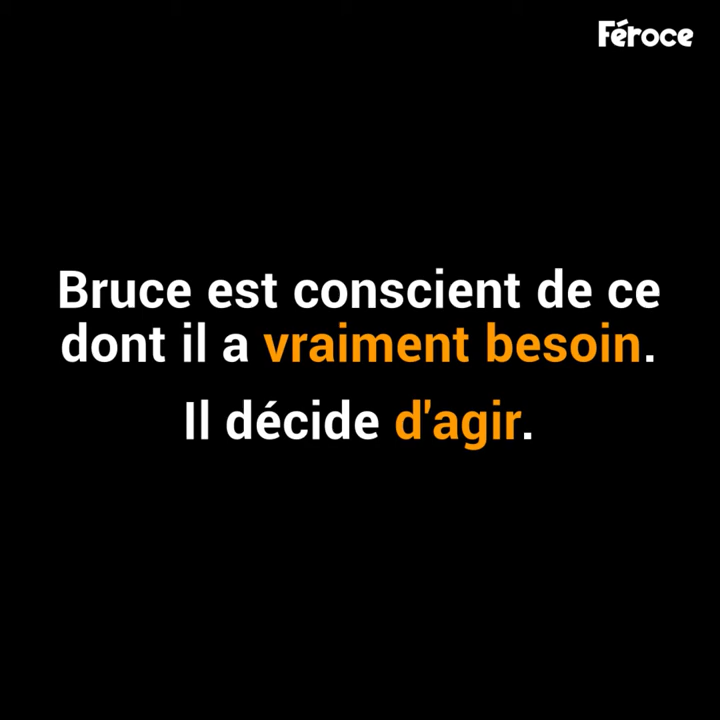 Féroce
Bruce est conscient de ce
dont il a vraiment besoin.
Il décide d'agir.